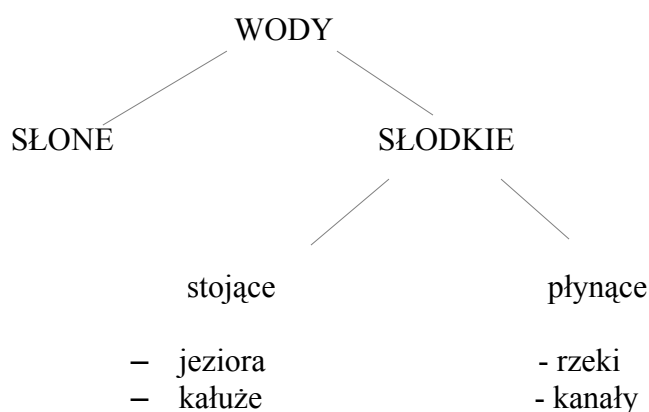 WODY
SŁONE SŁODKIE
stojące płynące
– jeziora - rzeki
– kałuże - kanały